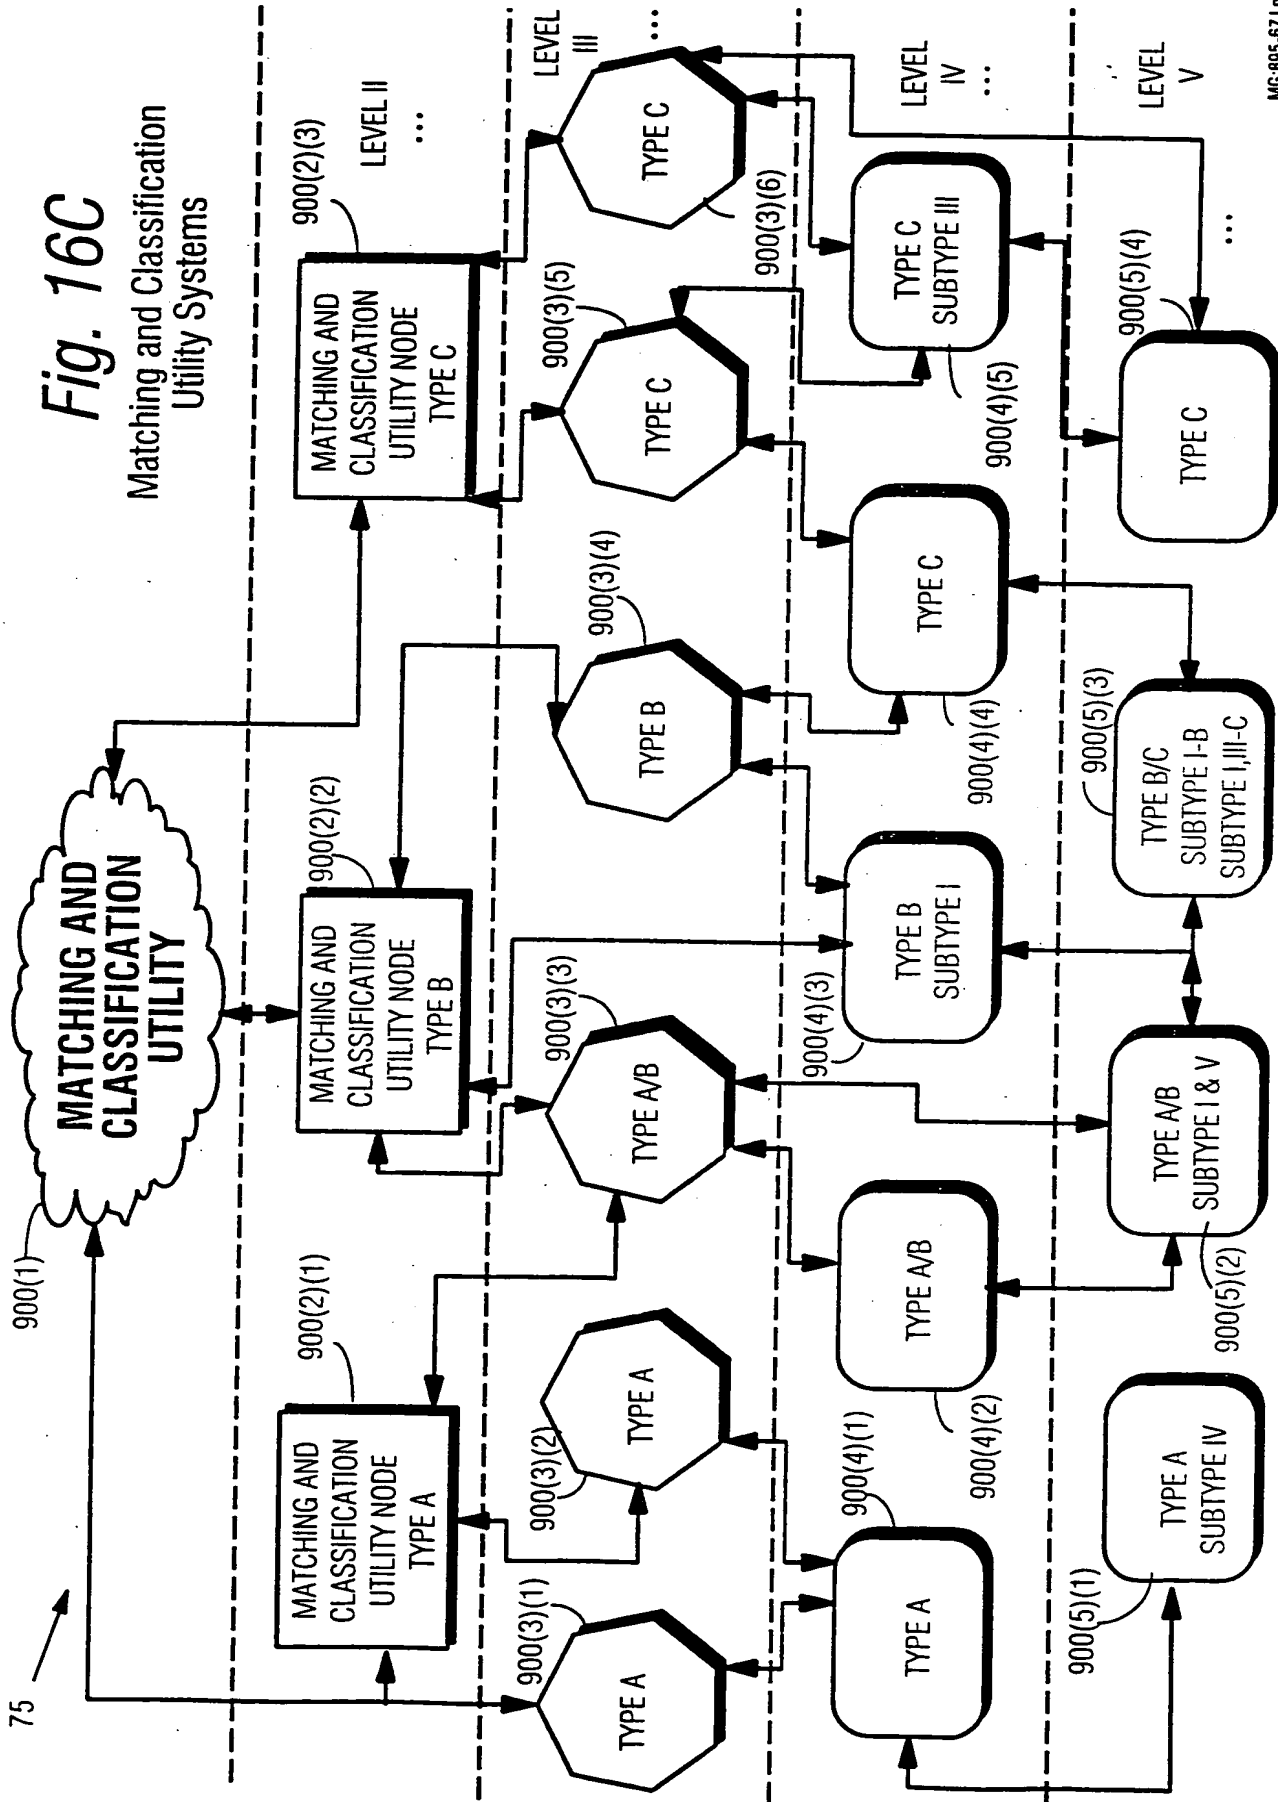 Fig. 16C
Matching and Classification
Utility Systems
75
900(1)
MATCHING AND
CLASSIFICATION
UTILITY
LEVEL II
...
900(2)(1)
MATCHING AND
CLASSIFICATION
UTILITY NODE
TYPE A
900(2)(2)
MATCHING AND
CLASSIFICATION
UTILITY NODE
TYPE B
900(2)(3)
MATCHING AND
CLASSIFICATION
UTILITY NODE
TYPE C
LEVEL
III
...
900(3)(1)
TYPE A
900(3)(2)
TYPE A
900(3)(3)
TYPE A/B
900(3)(4)
TYPE B
900(3)(5)
TYPE C
900(3)(6)
TYPE C
LEVEL
IV
...
900(4)(1)
TYPE A
900(4)(2)
TYPE A/B
900(4)(3)
TYPE B
SUBTYPE I
900(4)(4)
TYPE C
900(4)(5)
TYPE C
SUBTYPE III
LEVEL
V
...
900(5)(1)
TYPE A
SUBTYPE IV
900(5)(2)
TYPE A/B
SUBTYPE I & V
900(5)(3)
TYPE B/C
SUBTYPE I-B
SUBTYPE I,III-C
900(5)(4)
TYPE C